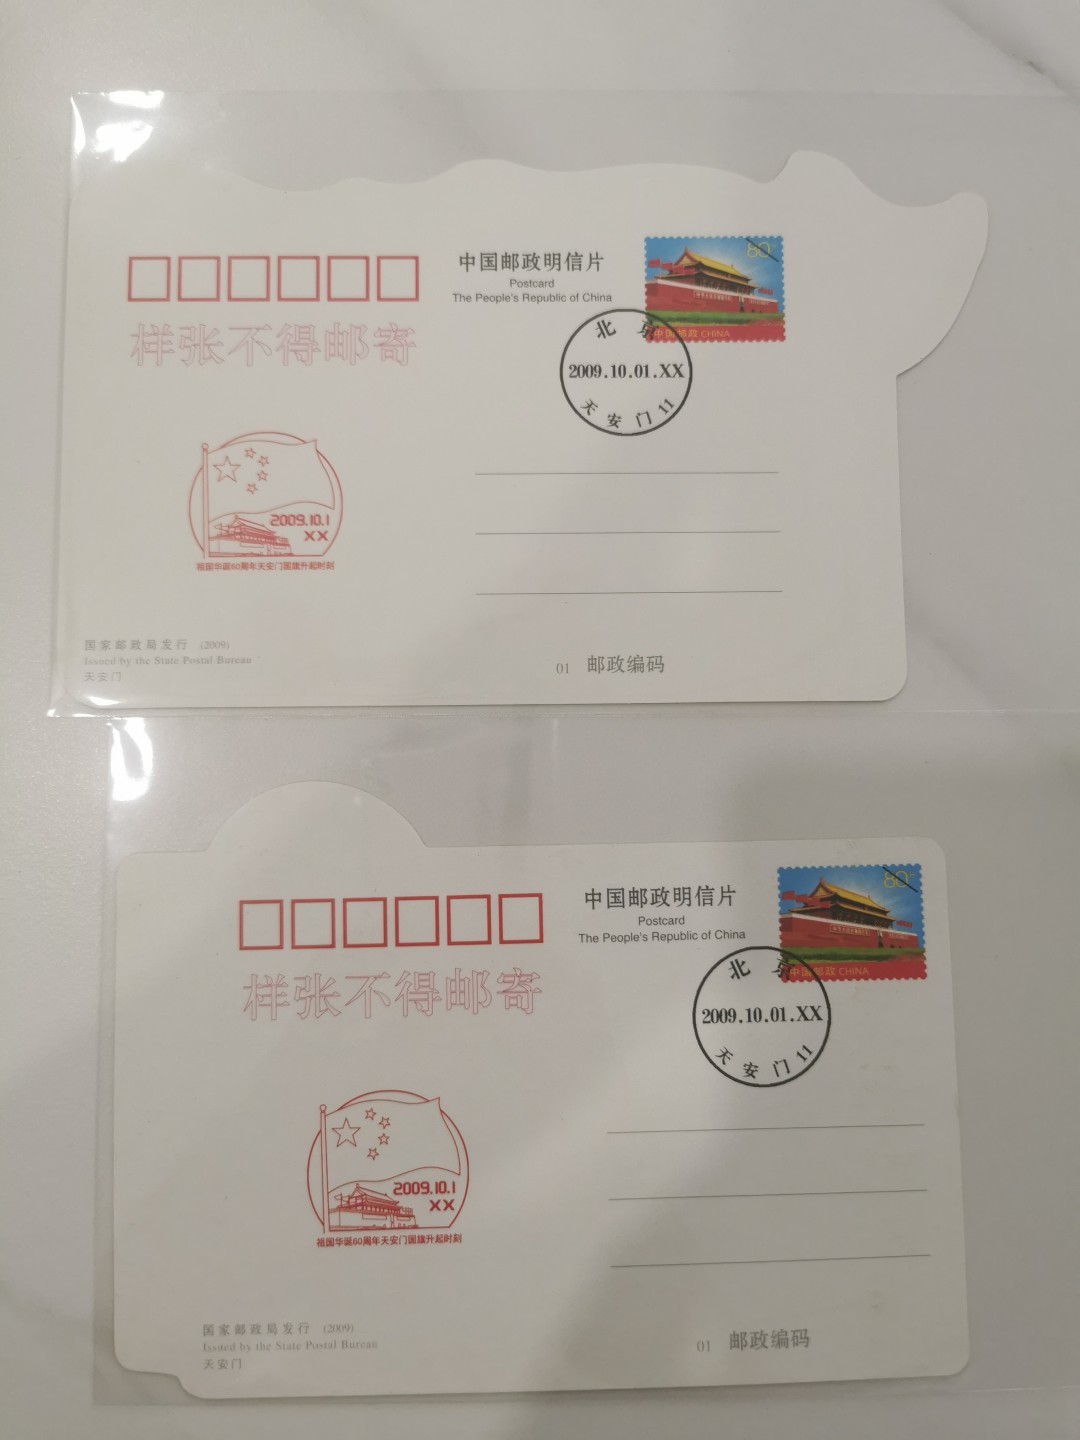 中国邮政明信片
Postcard
The People's Republic of China
80
中国邮政 CHINA
样张不得邮寄
北京
2009.10.01.XX
天安门 11
2009.10.1
XX
祖国华诞60周年天安门国旗升起时刻
国家邮政局发行 (2009)
Issued by the State Postal Bureau
天安门
01 邮政编码
中国邮政明信片
Postcard
The People's Republic of China
80
中国邮政 CHINA
样张不得邮寄
北京
2009.10.01.XX
天安门 11
2009.10.1
XX
祖国华诞60周年天安门国旗升起时刻
国家邮政局发行 (2009)
Issued by the State Postal Bureau
天安门
01 邮政编码